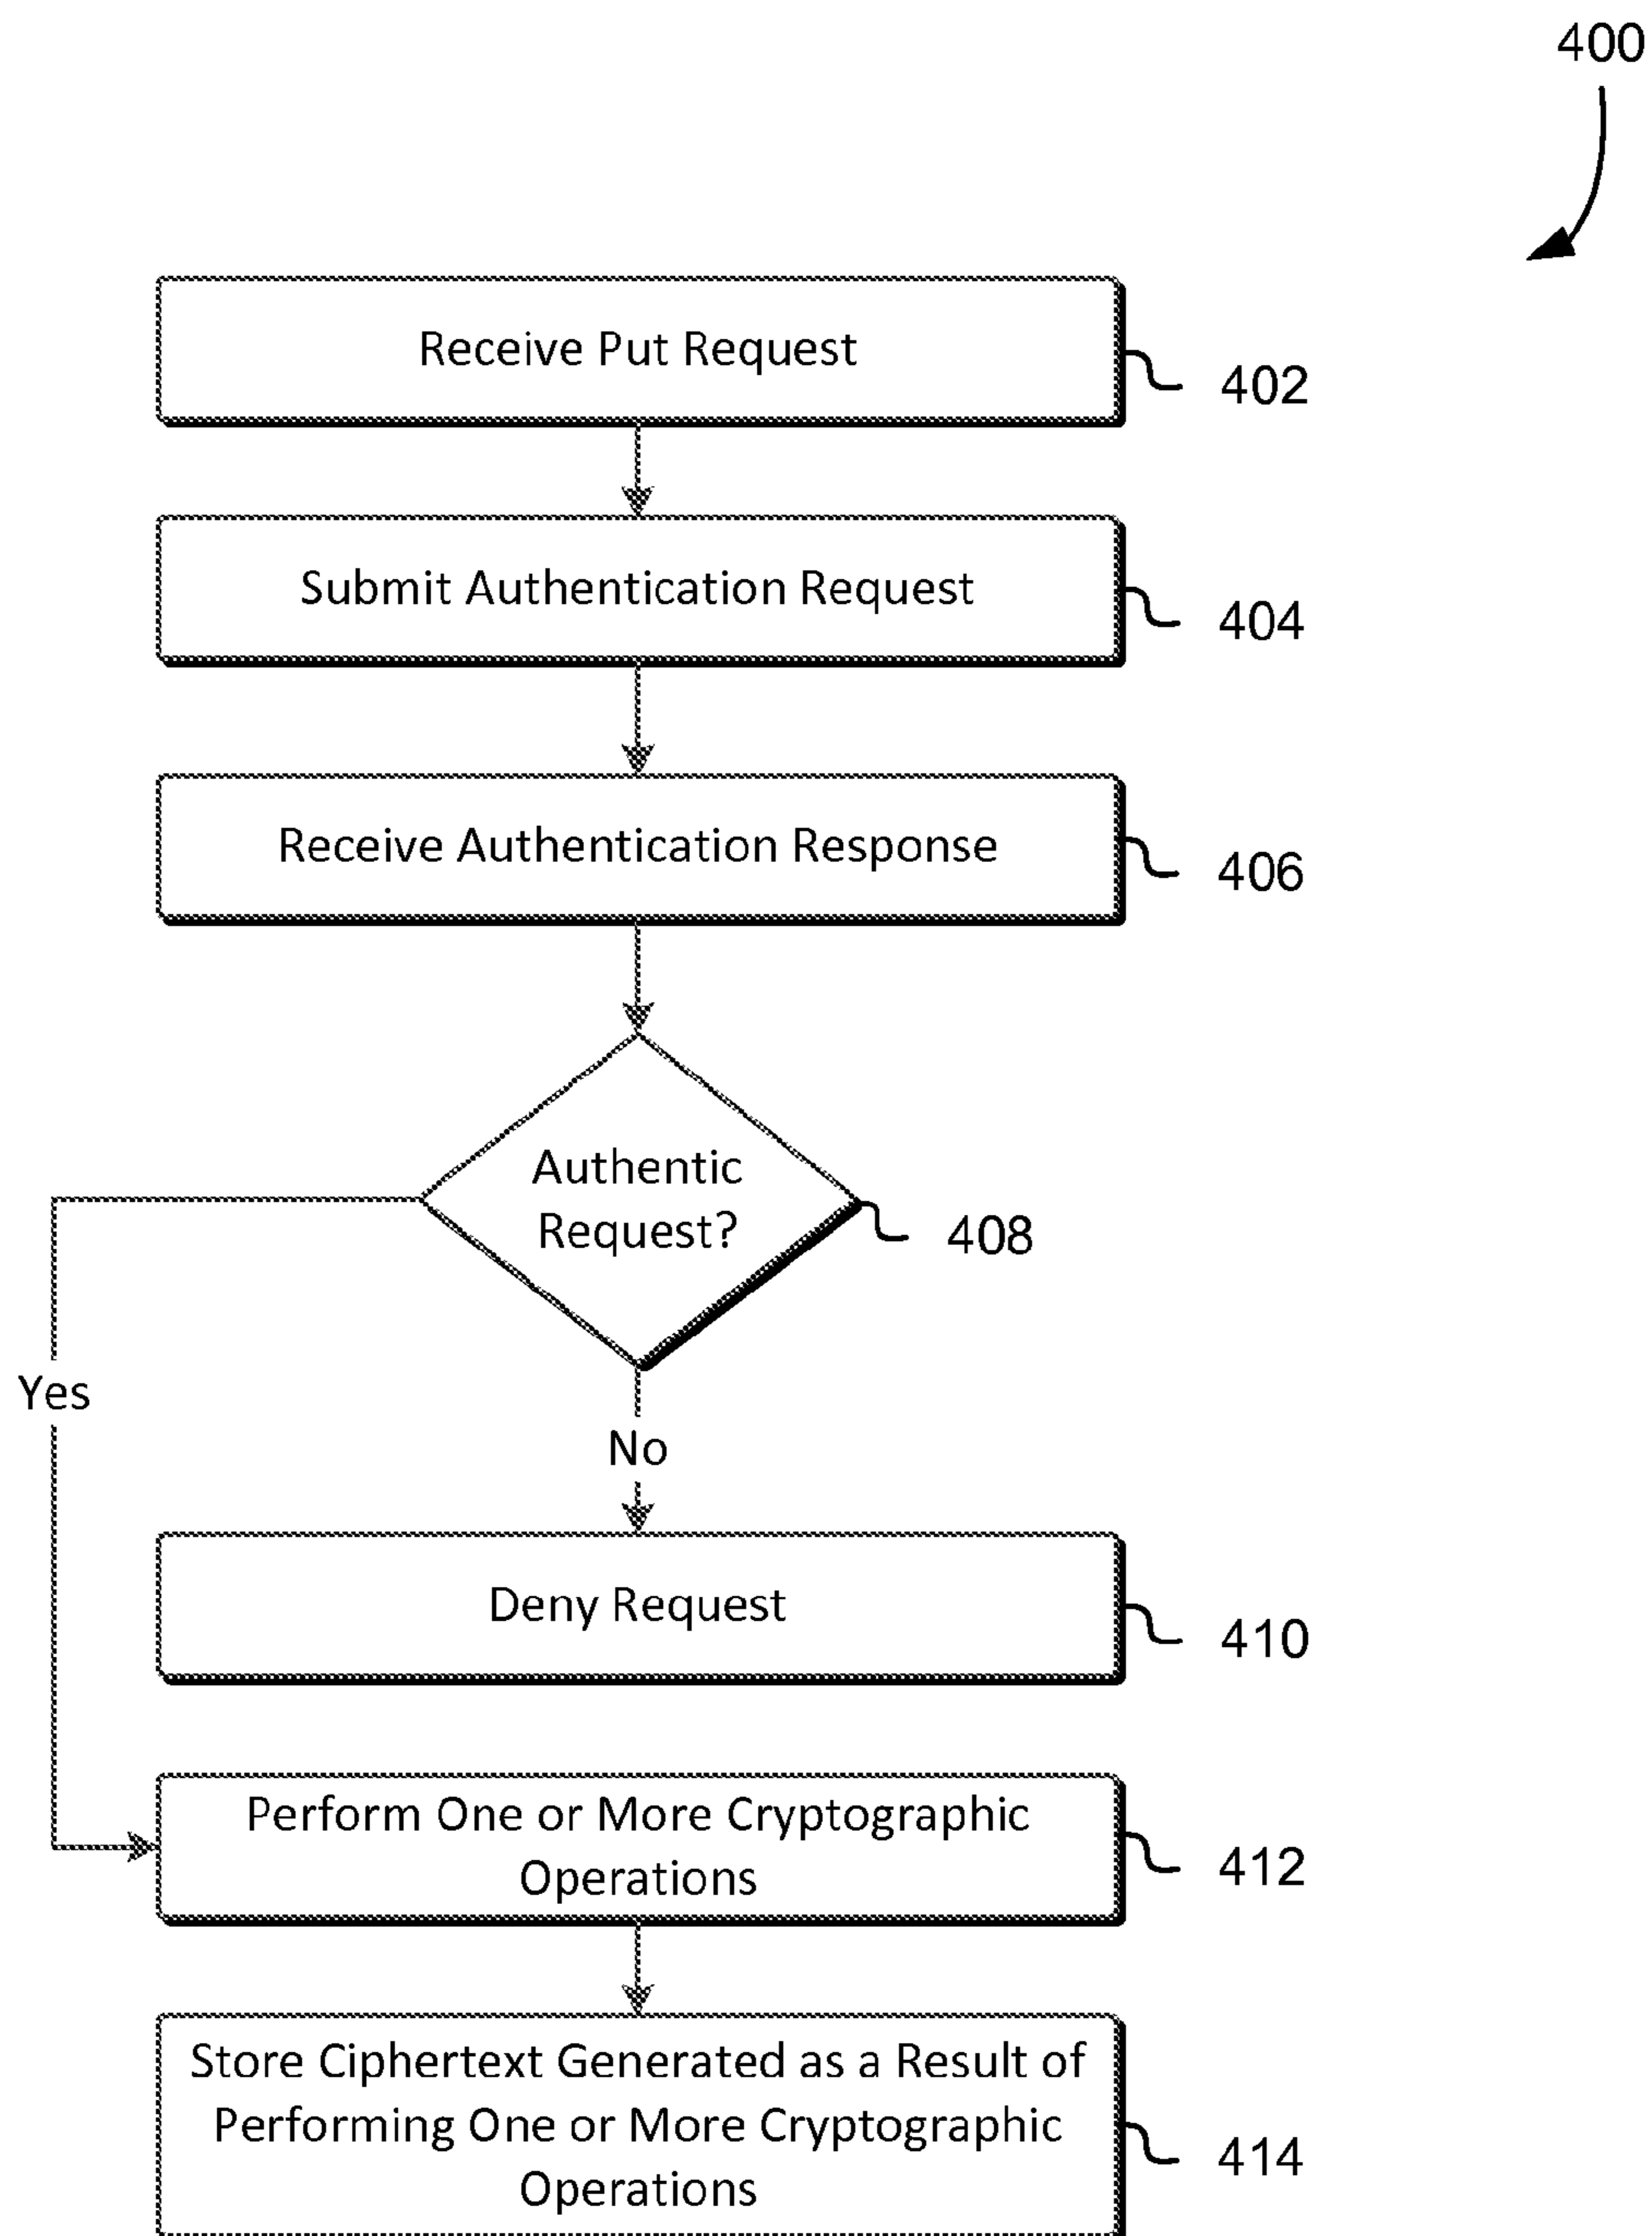 400
Receive Put Request
402
Submit Authentication Request
404
Receive Authentication Response
406
Authentic
Request?
408
Yes
No
Deny Request
410
Perform One or More Cryptographic
Operations
412
Store Ciphertext Generated as a Result of
Performing One or More Cryptographic
Operations
414